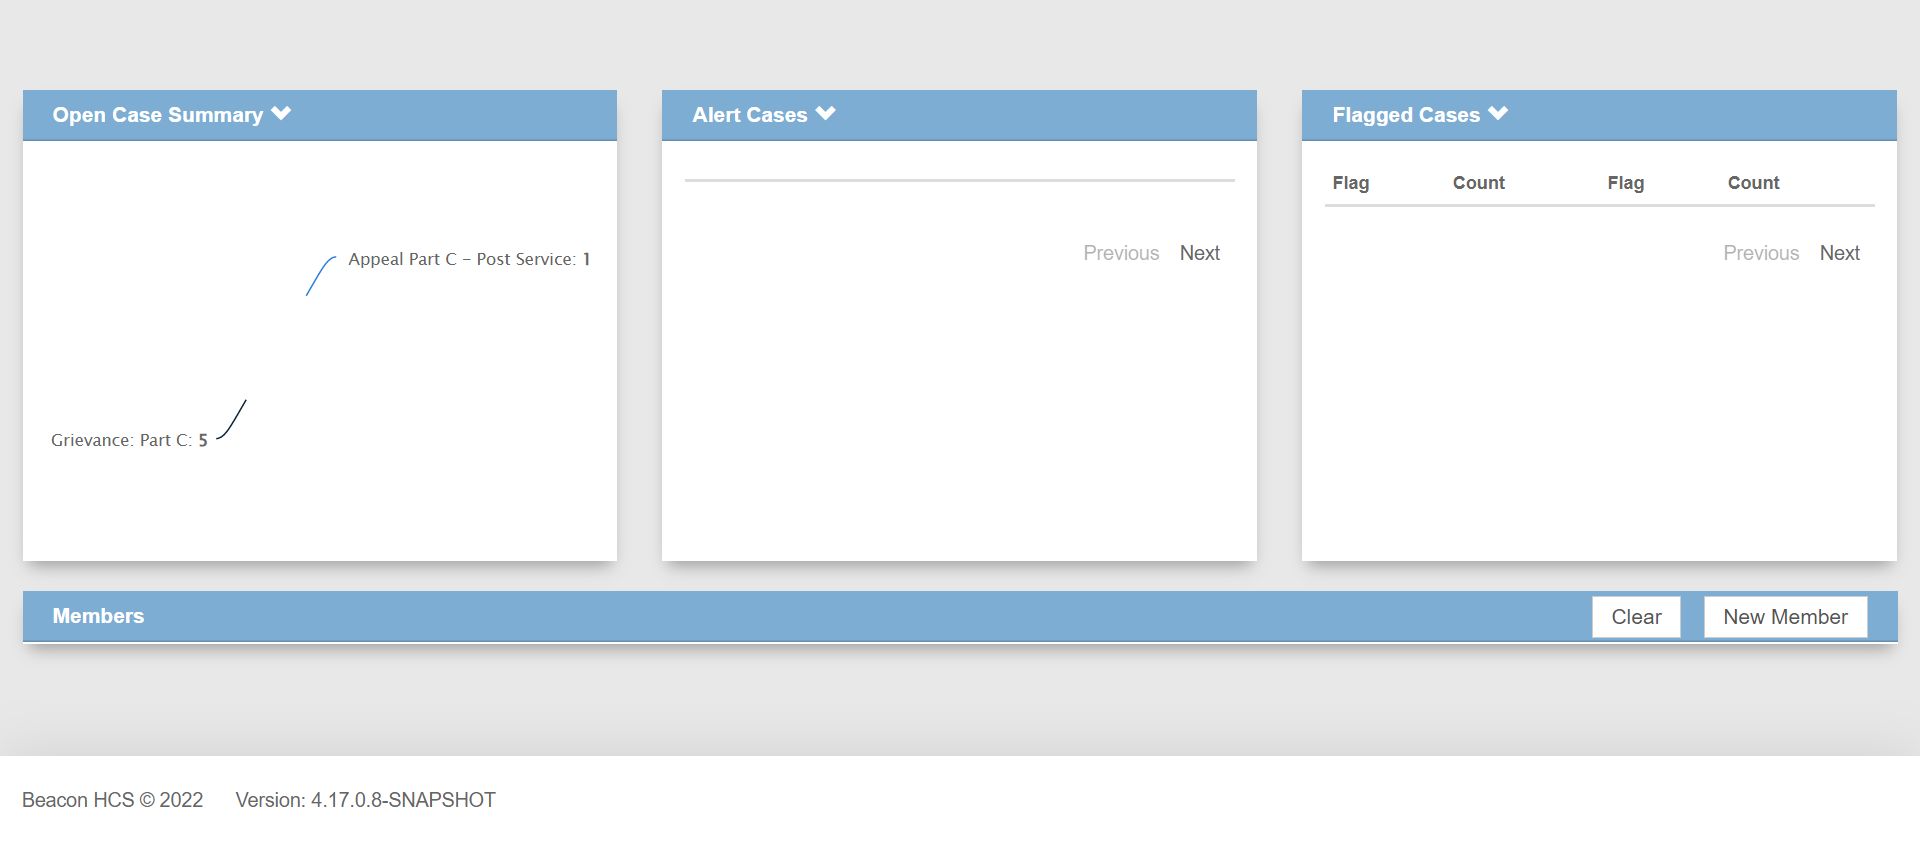 Open Case Summary
Appeal Part C - Post Service: 1
Grievance: Part C: 5
Alert Cases
Previous Next
Flagged Cases
Flag Count Flag Count
Previous Next
Members
Clear New Member
Beacon HCS © 2022 Version: 4.17.0.8-SNAPSHOT